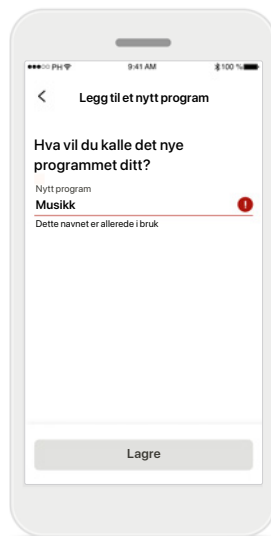 PH
9:41 AM
100 %
Legg til et nytt program
Hva vil du kalle det nye
programmet ditt?
Nytt program
Musikk
!
Dette navnet er allerede i bruk
Lagre